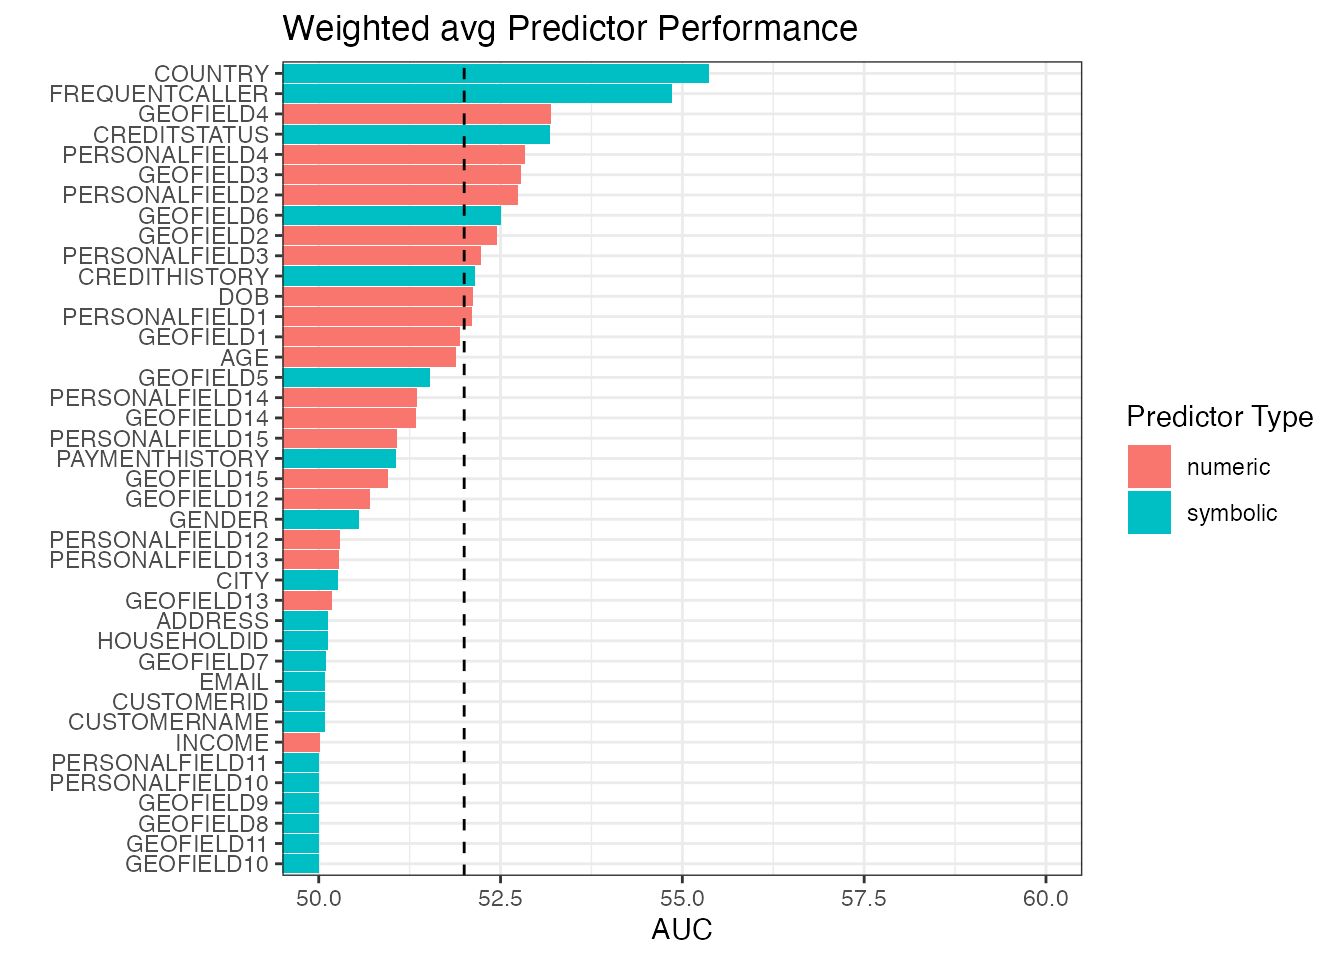 Weighted avg Predictor Performance
COUNTRY
FREQUENTCALLER
GEOFIELD4
CREDITSTATUS
PERSONALFIELD4
GEOFIELD3
PERSONALFIELD2
GEOFIELD6
GEOFIELD2
PERSONALFIELD3
CREDITHISTORY
DOB
PERSONALFIELD1
GEOFIELD1
AGE
GEOFIELD5
PERSONALFIELD14
GEOFIELD14
PERSONALFIELD15
PAYMENTHISTORY
GEOFIELD15
GEOFIELD12
GENDER
PERSONALFIELD12
PERSONALFIELD13
CITY
GEOFIELD13
ADDRESS
HOUSEHOLDID
GEOFIELD7
EMAIL
CUSTOMERID
CUSTOMERNAME
INCOME
PERSONALFIELD11
PERSONALFIELD10
GEOFIELD9
GEOFIELD8
GEOFIELD11
GEOFIELD10
50.0 52.5 55.0 57.5 60.0
AUC
Predictor Type
numeric
symbolic